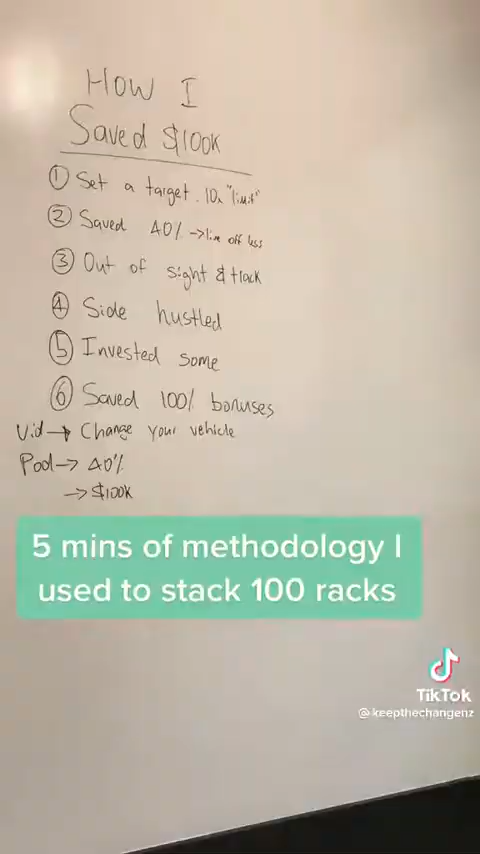 How I
Saved $100k
① Set a target. 10x "limit"
② Saved 40% → live off less
③ Out of sight & track
④ Side hustled
⑤ Invested some
⑥ Saved 100% bonuses
Vid → Change your vehicle
Pod → 40%
→ $100K
5 mins of methodology I
used to stack 100 racks
TikTok
@keepthechangenz